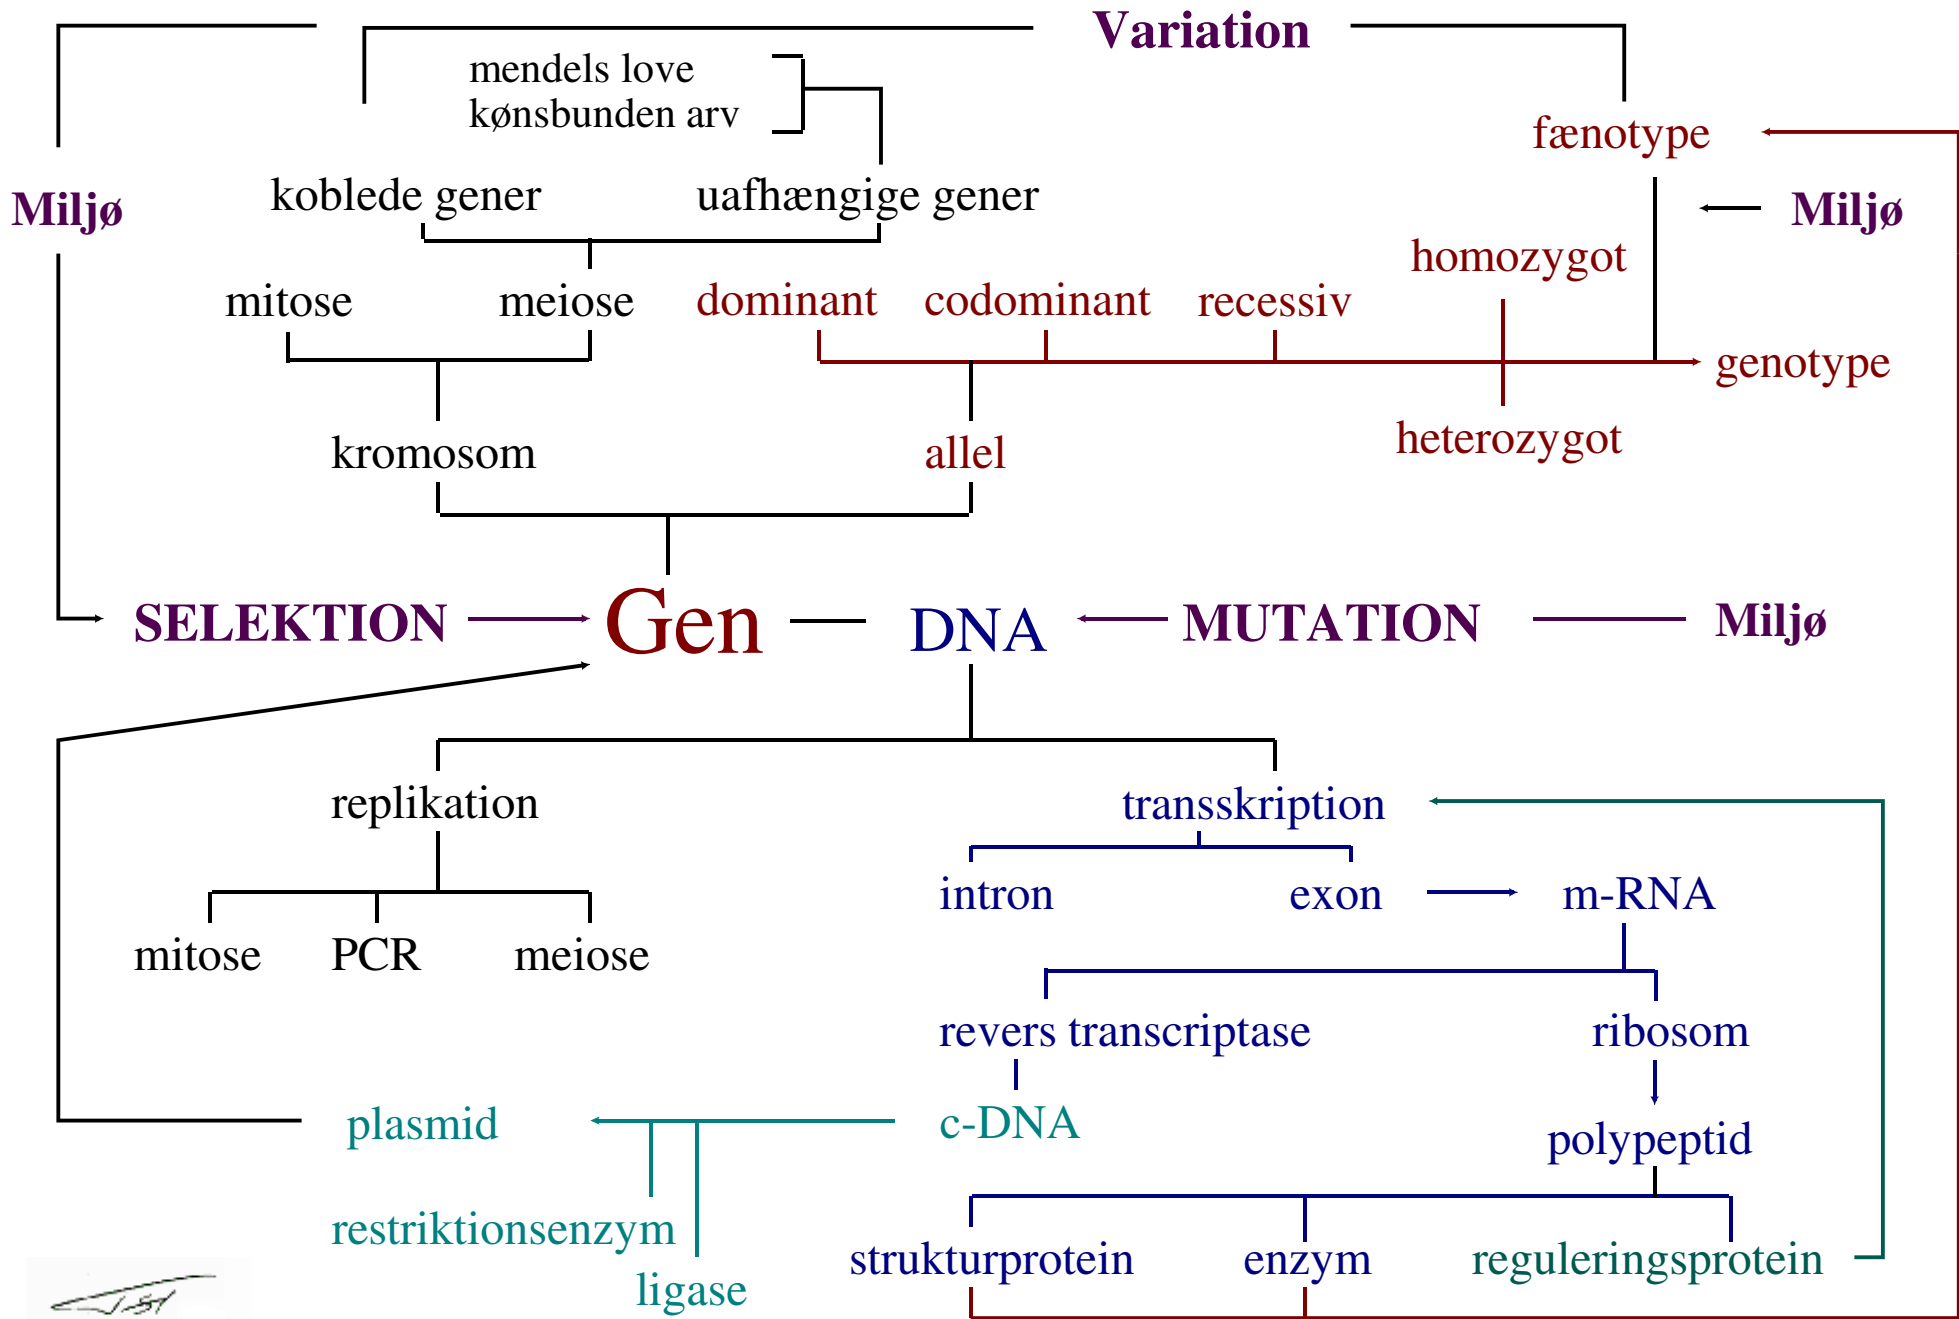 Variation
mendels love
kønsbunden arv
fænotype
Miljø
koblede gener
uafhængige gener
Miljø
homozygot
mitose
meiose
dominant
codominant
recessiv
genotype
kromosom
allel
heterozygot
SELEKTION
Gen
DNA
MUTATION
Miljø
replikation
transskription
intron
exon
m-RNA
mitose
PCR
meiose
revers transcriptase
ribosom
plasmid
c-DNA
polypeptid
restriktionsenzym
strukturprotein
enzym
reguleringsprotein
ligase